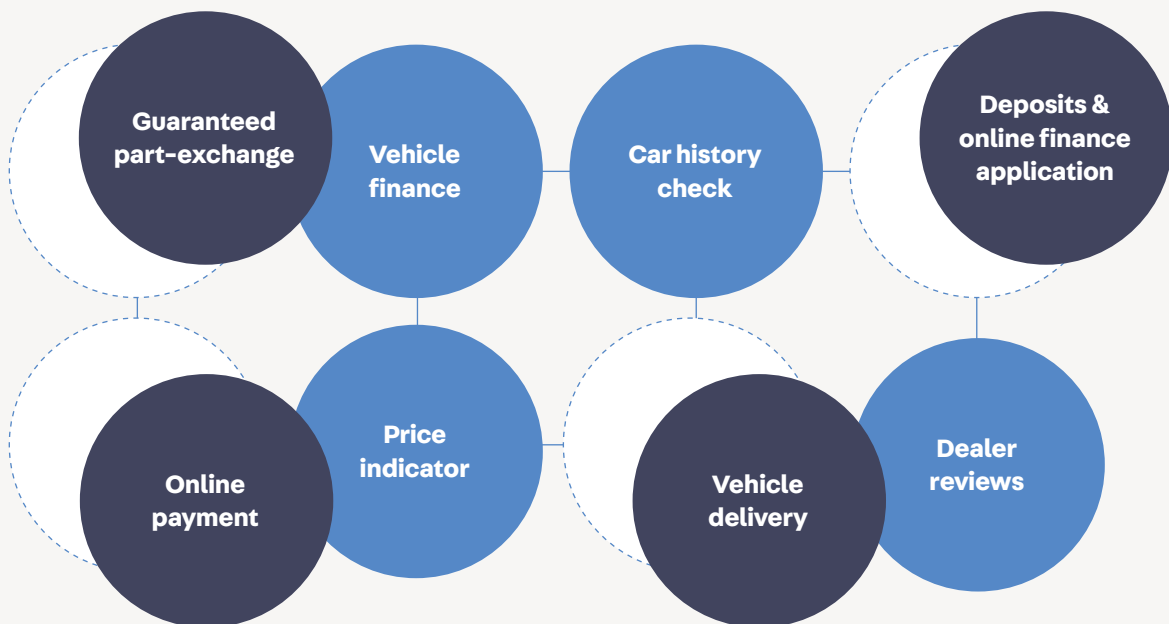 Guaranteed
part-exchange
Vehicle
finance
Car history
check
Deposits &
online finance
application
Online
payment
Price
indicator
Vehicle
delivery
Dealer
reviews